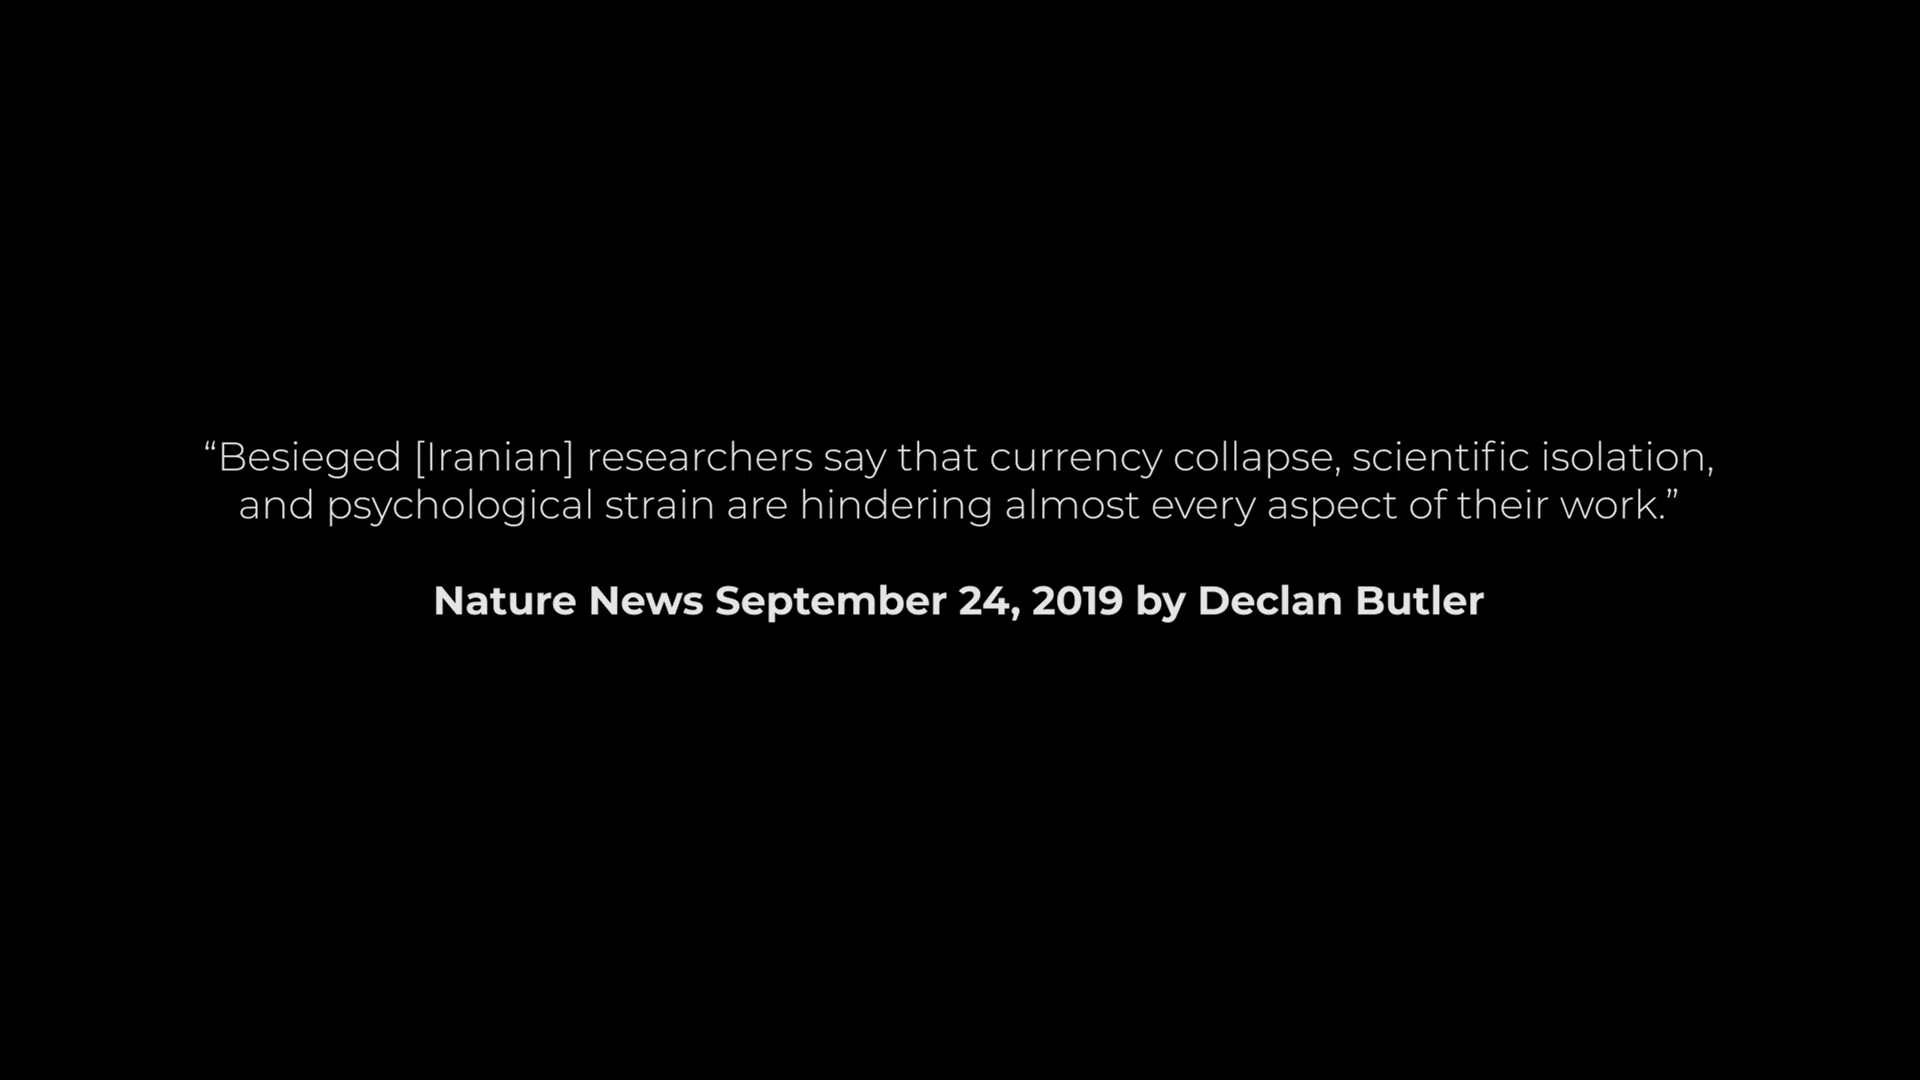 “Besieged [Iranian] researchers say that currency collapse, scientific isolation,
and psychological strain are hindering almost every aspect of their work.”
Nature News September 24, 2019 by Declan Butler